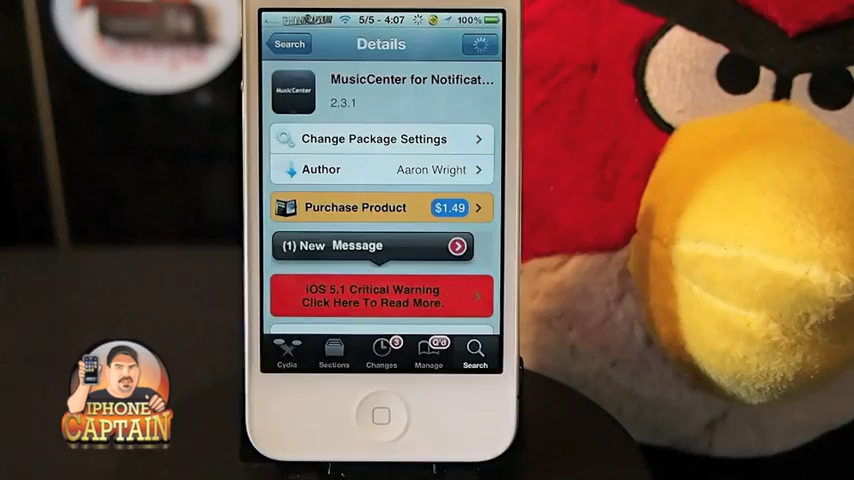 5/5 - 4:07
100%
Search
Details
MusicCenter
MusicCenter for Notificat...
2.3.1
Change Package Settings
Author
Aaron Wright
Purchase Product
$1.49
(1) New Message
iOS 5.1 Critical Warning
Click Here To Read More.
3
Q'd
Cydia
Sections
Changes
Manage
Search
IPHONE
CAPTAIN